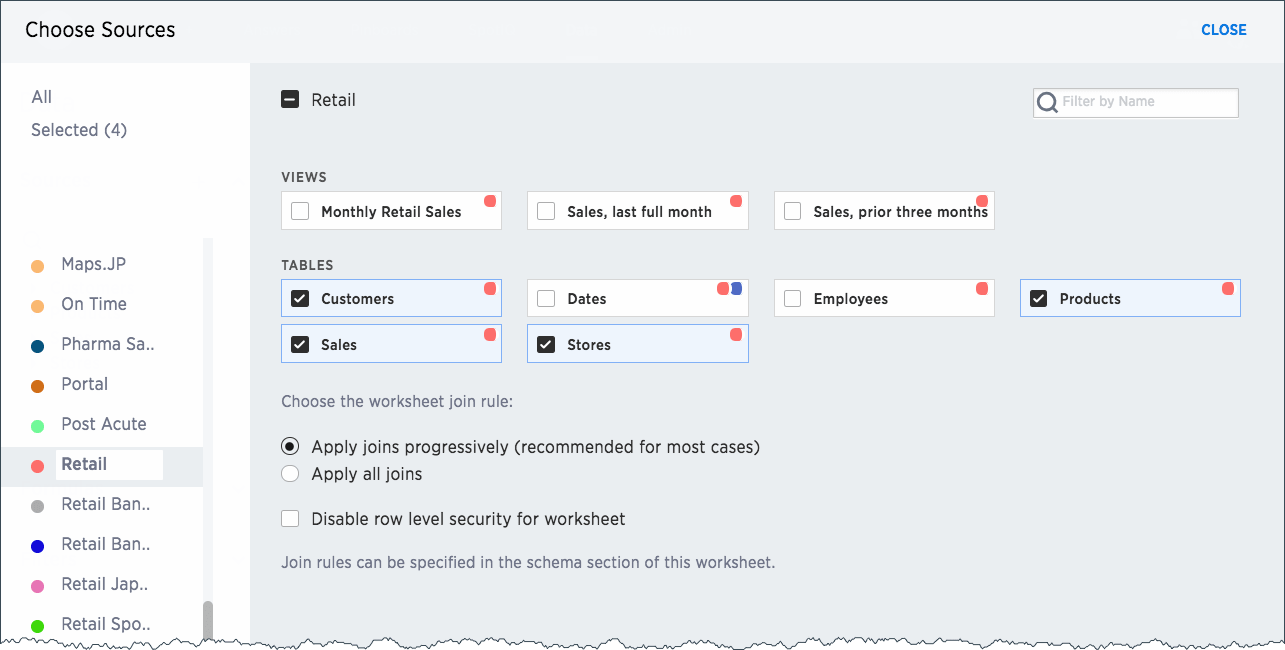 Choose Sources
CLOSE
All
Selected (4)
Maps.JP
On Time
Pharma Sa..
Portal
Post Acute
Retail
Retail Ban..
Retail Ban..
Retail Jap..
Retail Spo..
Retail
Filter by Name
VIEWS
Monthly Retail Sales
Sales, last full month
Sales, prior three months
TABLES
Customers
Dates
Employees
Products
Sales
Stores
Choose the worksheet join rule:
Apply joins progressively (recommended for most cases)
Apply all joins
Disable row level security for worksheet
Join rules can be specified in the schema section of this worksheet.